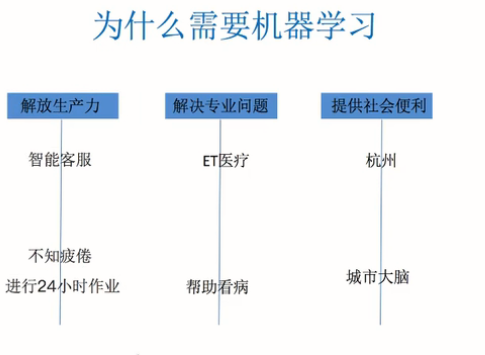 为什么需要机器学习
解放生产力
解决专业问题
提供社会便利
智能客服
ET医疗
杭州
不知疲倦
进行24小时作业
帮助看病
城市大脑